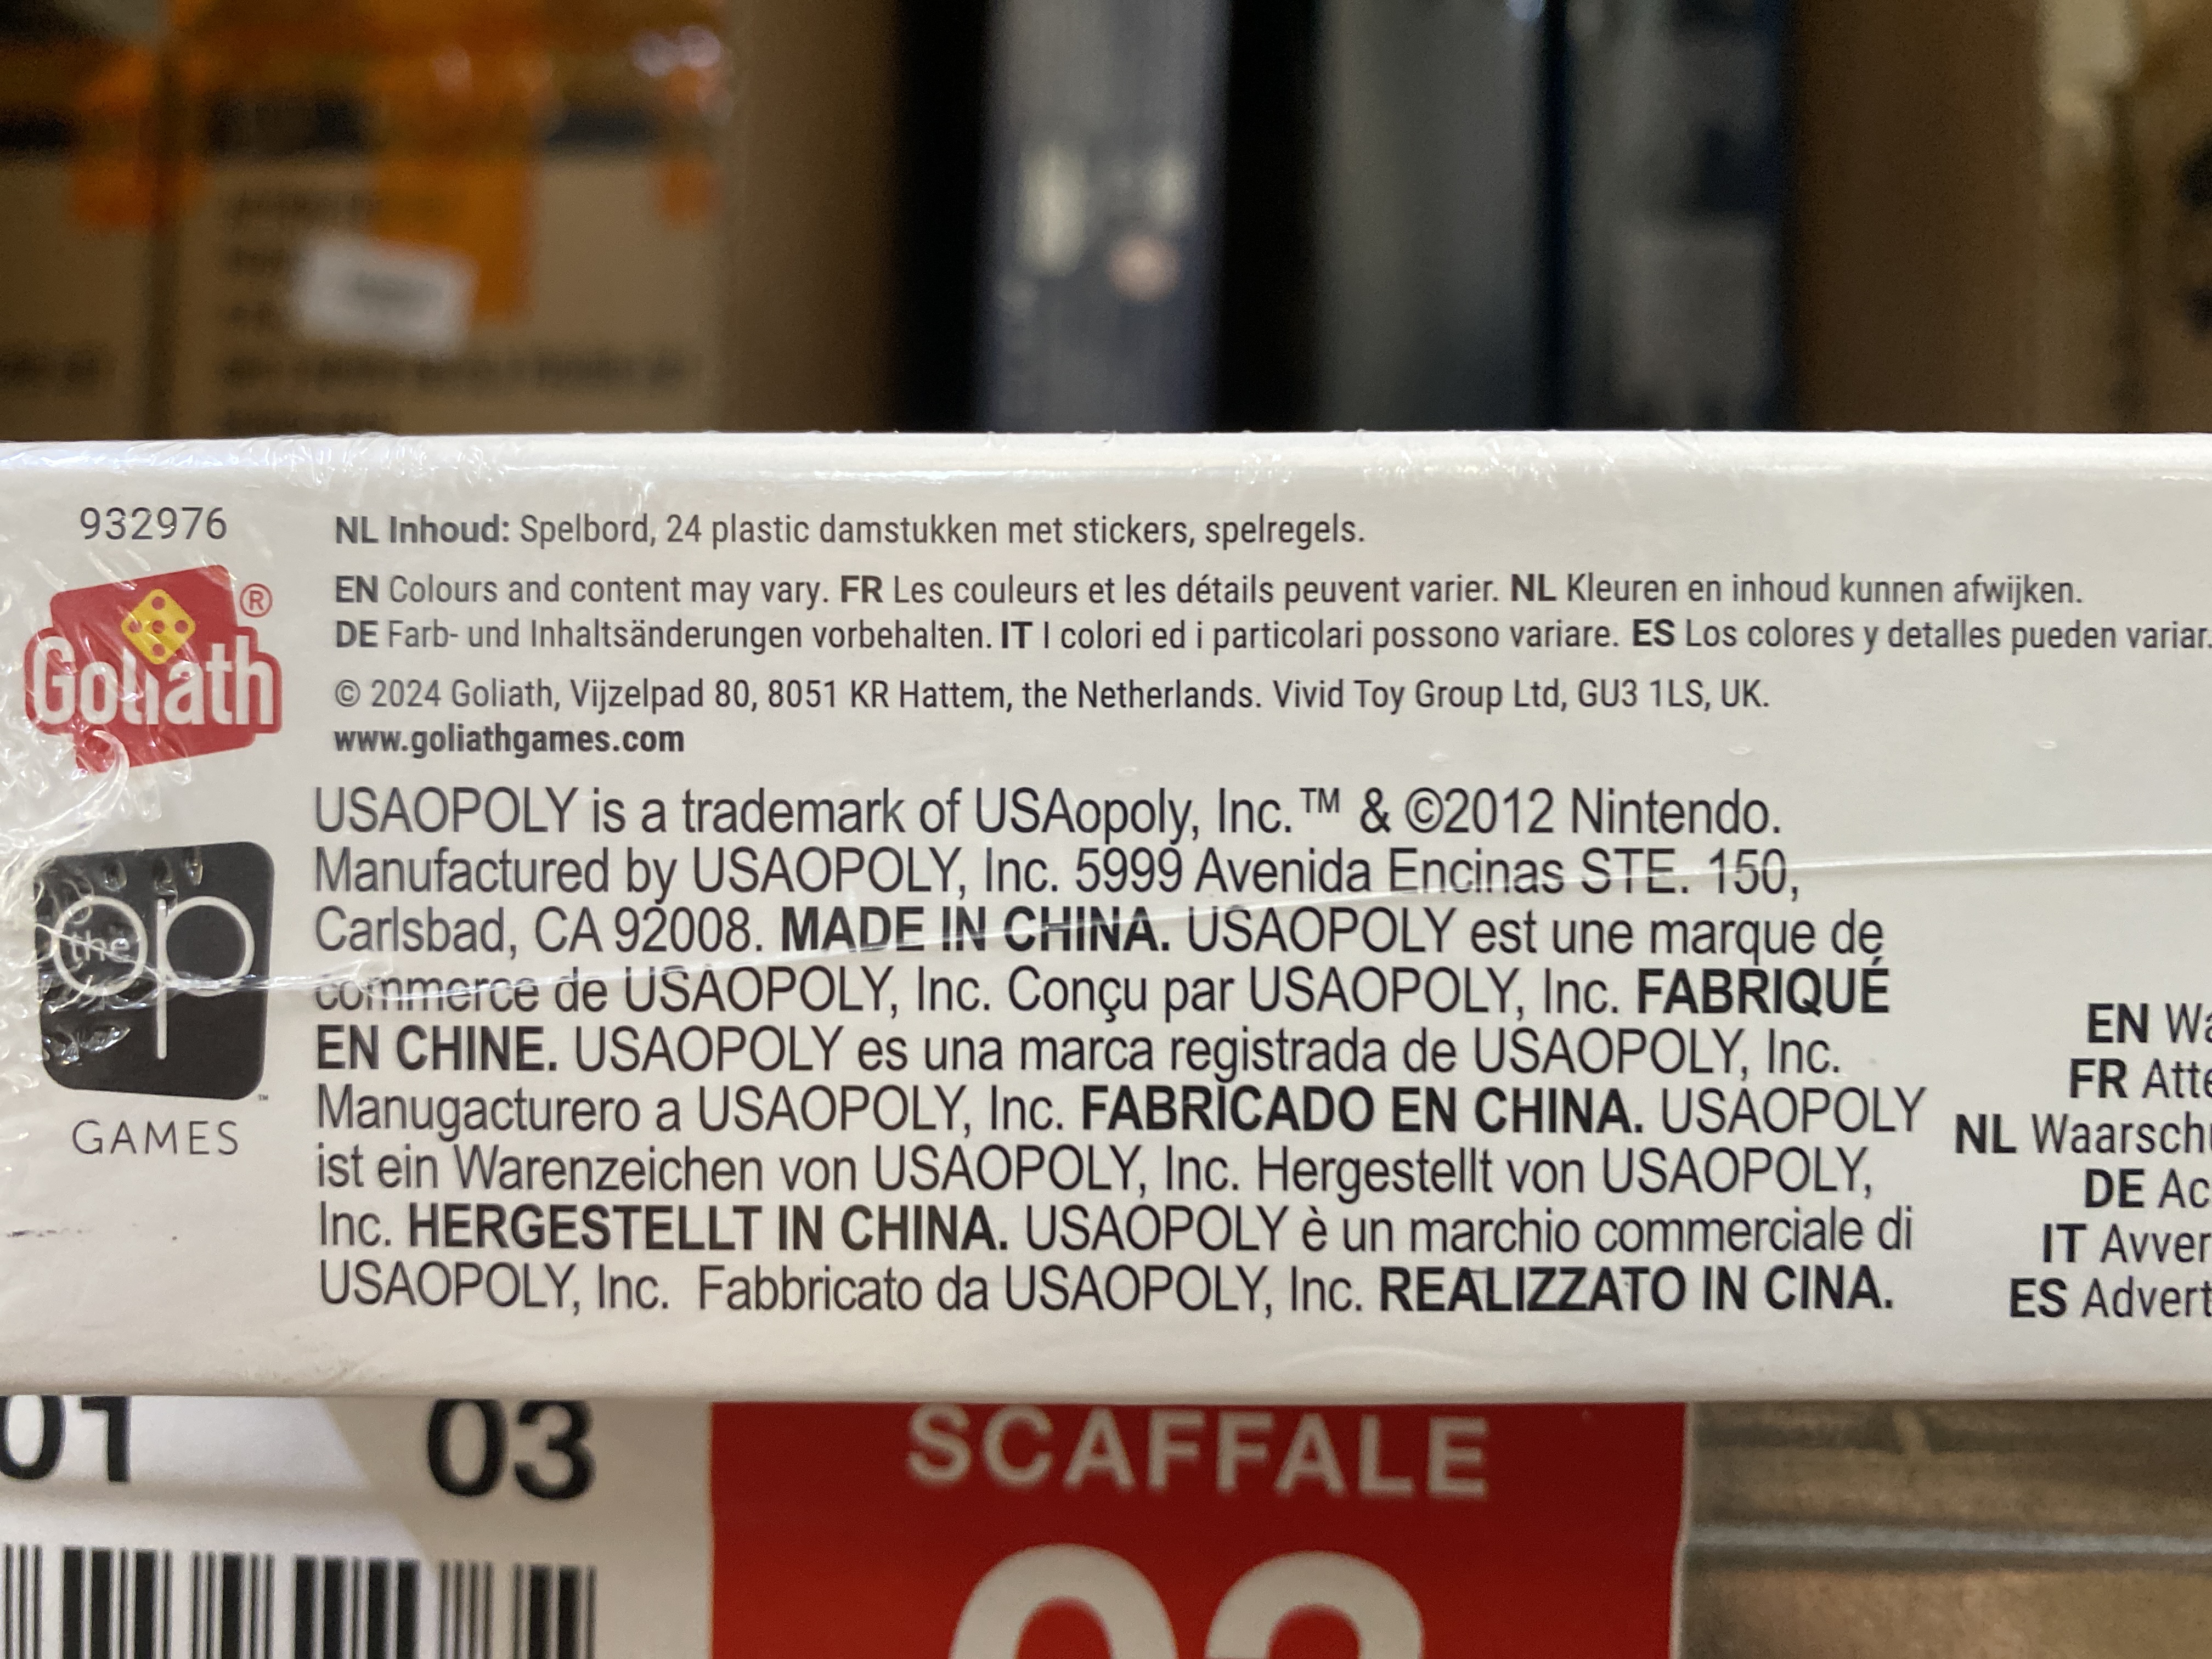 932976
Goliath®
NL Inhoud: Spelbord, 24 plastic damstukken met stickers, spelregels.
EN Colours and content may vary. FR Les couleurs et les détails peuvent varier. NL Kleuren en inhoud kunnen afwijken.
DE Farb- und Inhaltsänderungen vorbehalten. IT I colori ed i particolari possono variare. ES Los colores y detalles pueden variar.
© 2024 Goliath, Vijzelpad 80, 8051 KR Hattem, the Netherlands. Vivid Toy Group Ltd, GU3 1LS, UK.
www.goliathgames.com
the op
GAMES
USAOPOLY is a trademark of USAopoly, Inc.™ & ©2012 Nintendo.
Manufactured by USAOPOLY, Inc. 5999 Avenida Encinas STE. 150,
Carlsbad, CA 92008. MADE IN CHINA. USAOPOLY est une marque de
commerce de USAOPOLY, Inc. Conçu par USAOPOLY, Inc. FABRIQUÉ
EN CHINE. USAOPOLY es una marca registrada de USAOPOLY, Inc.
Manugacturero a USAOPOLY, Inc. FABRICADO EN CHINA. USAOPOLY
ist ein Warenzeichen von USAOPOLY, Inc. Hergestellt von USAOPOLY,
Inc. HERGESTELLT IN CHINA. USAOPOLY è un marchio commerciale di
USAOPOLY, Inc. Fabbricato da USAOPOLY, Inc. REALIZZATO IN CINA.
EN Wa
FR Atte
NL Waarschu
DE Ac
IT Avver
ES Advert
01 03
SCAFFALE